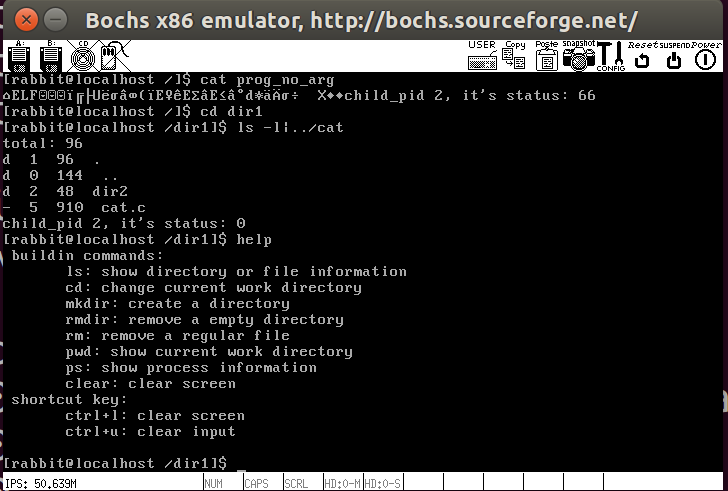 Bochs x86 emulator, http://bochs.sourceforge.net/
A: B: CD USER Copy Paste snapshot CONFIG Reset SUSPEND Power
[rabbit@localhost /]$ cat prog_no_arg
child_pid 2, it's status: 66
[rabbit@localhost /]$ cd dir1
[rabbit@localhost /dir1]$ ls -l|../cat
total: 96
d 1 96 .
d 0 144 ..
d 2 48 dir2
- 5 910 cat.c
child_pid 2, it's status: 0
[rabbit@localhost /dir1]$ help
buildin commands:
ls: show directory or file information
cd: change current work directory
mkdir: create a directory
rmdir: remove a empty directory
rm: remove a regular file
pwd: show current work directory
ps: show process information
clear: clear screen
shortcut key:
ctrl+l: clear screen
ctrl+u: clear input
[rabbit@localhost /dir1]$ _
IPS: 50.639M NUM CAPS SCRL HD:0-M HD:0-S